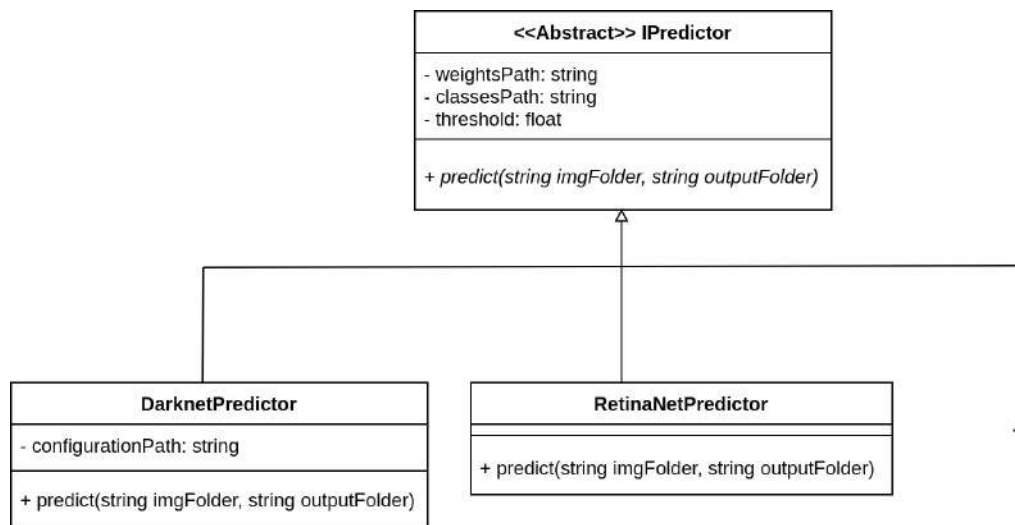 <<Abstract>> IPredictor
- weightsPath: string
- classesPath: string
- threshold: float
+ predict(string imgFolder, string outputFolder)
DarknetPredictor
- configurationPath: string
+ predict(string imgFolder, string outputFolder)
RetinaNetPredictor
+ predict(string imgFolder, string outputFolder)